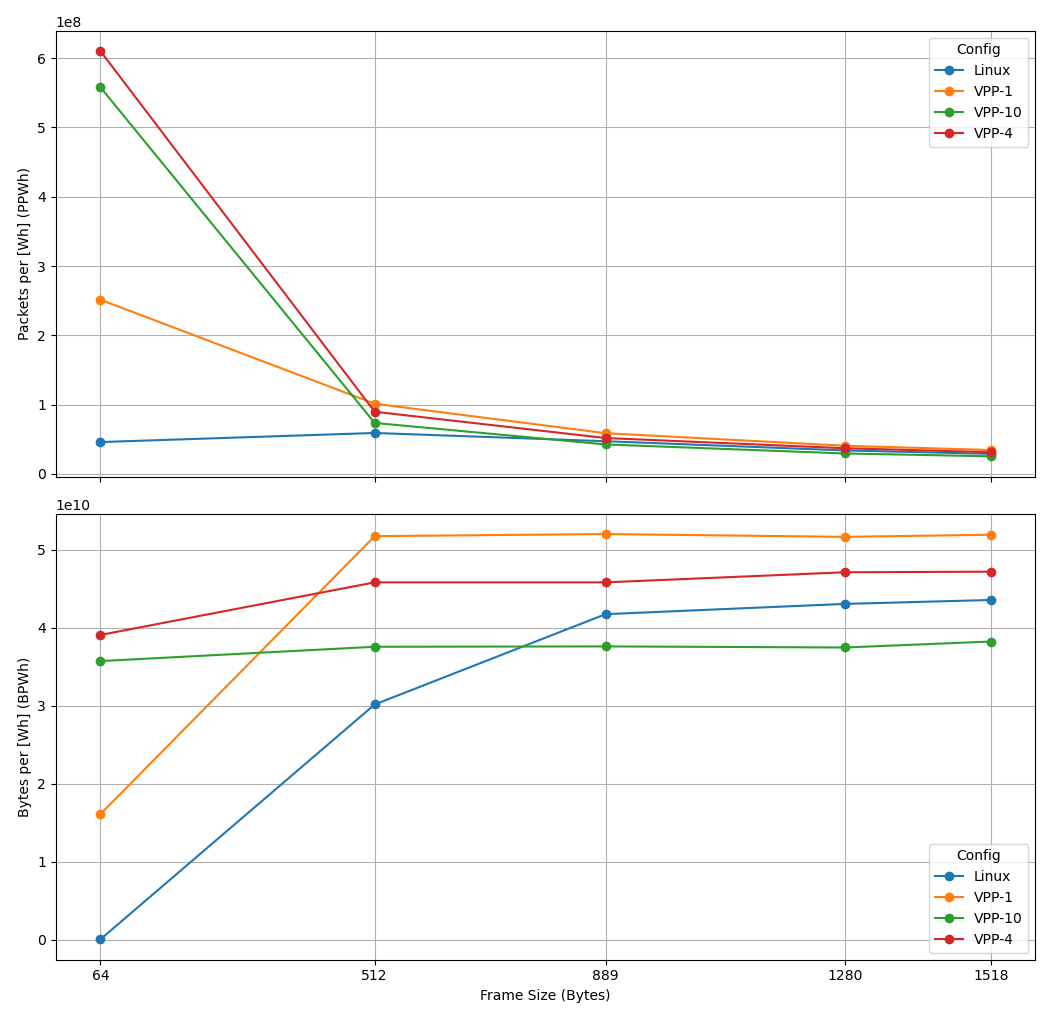 1e8
6
5
4
3
2
1
0
Packets per [Wh] (PPWh)
Config
Linux
VPP-1
VPP-10
VPP-4
1e10
5
4
3
2
1
0
Bytes per [Wh] (BPWh)
Config
Linux
VPP-1
VPP-10
VPP-4
64 512 889 1280 1518
Frame Size (Bytes)